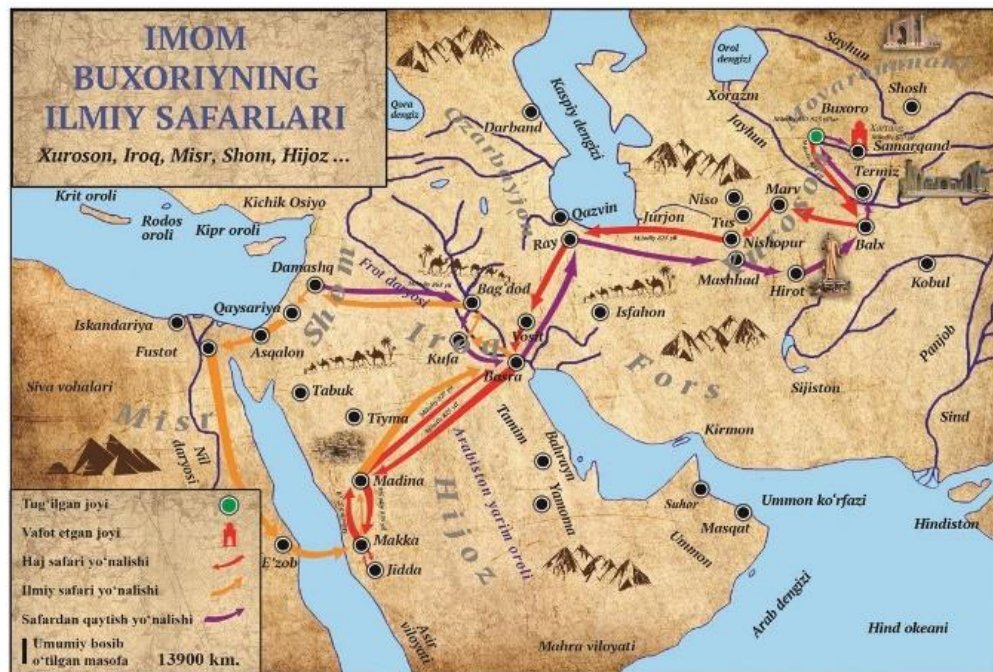 IMOM
BUXORIYNING
ILMIY SAFARLARI
Xuroson, Iroq, Misr, Shom, Hijoz ...
Qora
dengiz
Ozarbayjon
Darband
Kaspiy dengizi
Orol
dengizi
Xorazm
Jayhun
Sayhun
Movarounnahr
Shosh
Buxoro
Xartang
Samarqand
Termiz
Krit oroli
Rodos
oroli
Kipr oroli
Kichik Osiyo
Qazvin
Ray
Jurjon
Niso
Tus
Marv
Nishopur
Xuroson
Mashhad
Hirot
Balx
Kobul
Damashq
Shom
Frot daryosi
Bag'dod
Isfahon
Qaysariya
Iskandariya
Fustot
Asqalon
Kufa
Iroq
Basra
Fors
Panjob
Sijiston
Siva vohalari
Misr
Nil
daryosi
Tabuk
Tiyma
Tamim
Kirmon
Sind
Madina
Hijoz
Arabiston yarim oroli
Bahrayn
Yamoma
Suhor
Ummon ko'rfazi
Masqat
Ummon
Hindiston
E'zob
Makka
Jidda
Asir
viloyati
Mahra viloyati
Arab dengizi
Hind okeani
Tug'ilgan joyi
Vafot etgan joyi
Haj safari yo'nalishi
Ilmiy safari yo'nalishi
Safardan qaytish yo'nalishi
Umumiy bosib
o'tilgan masofa 13900 km.